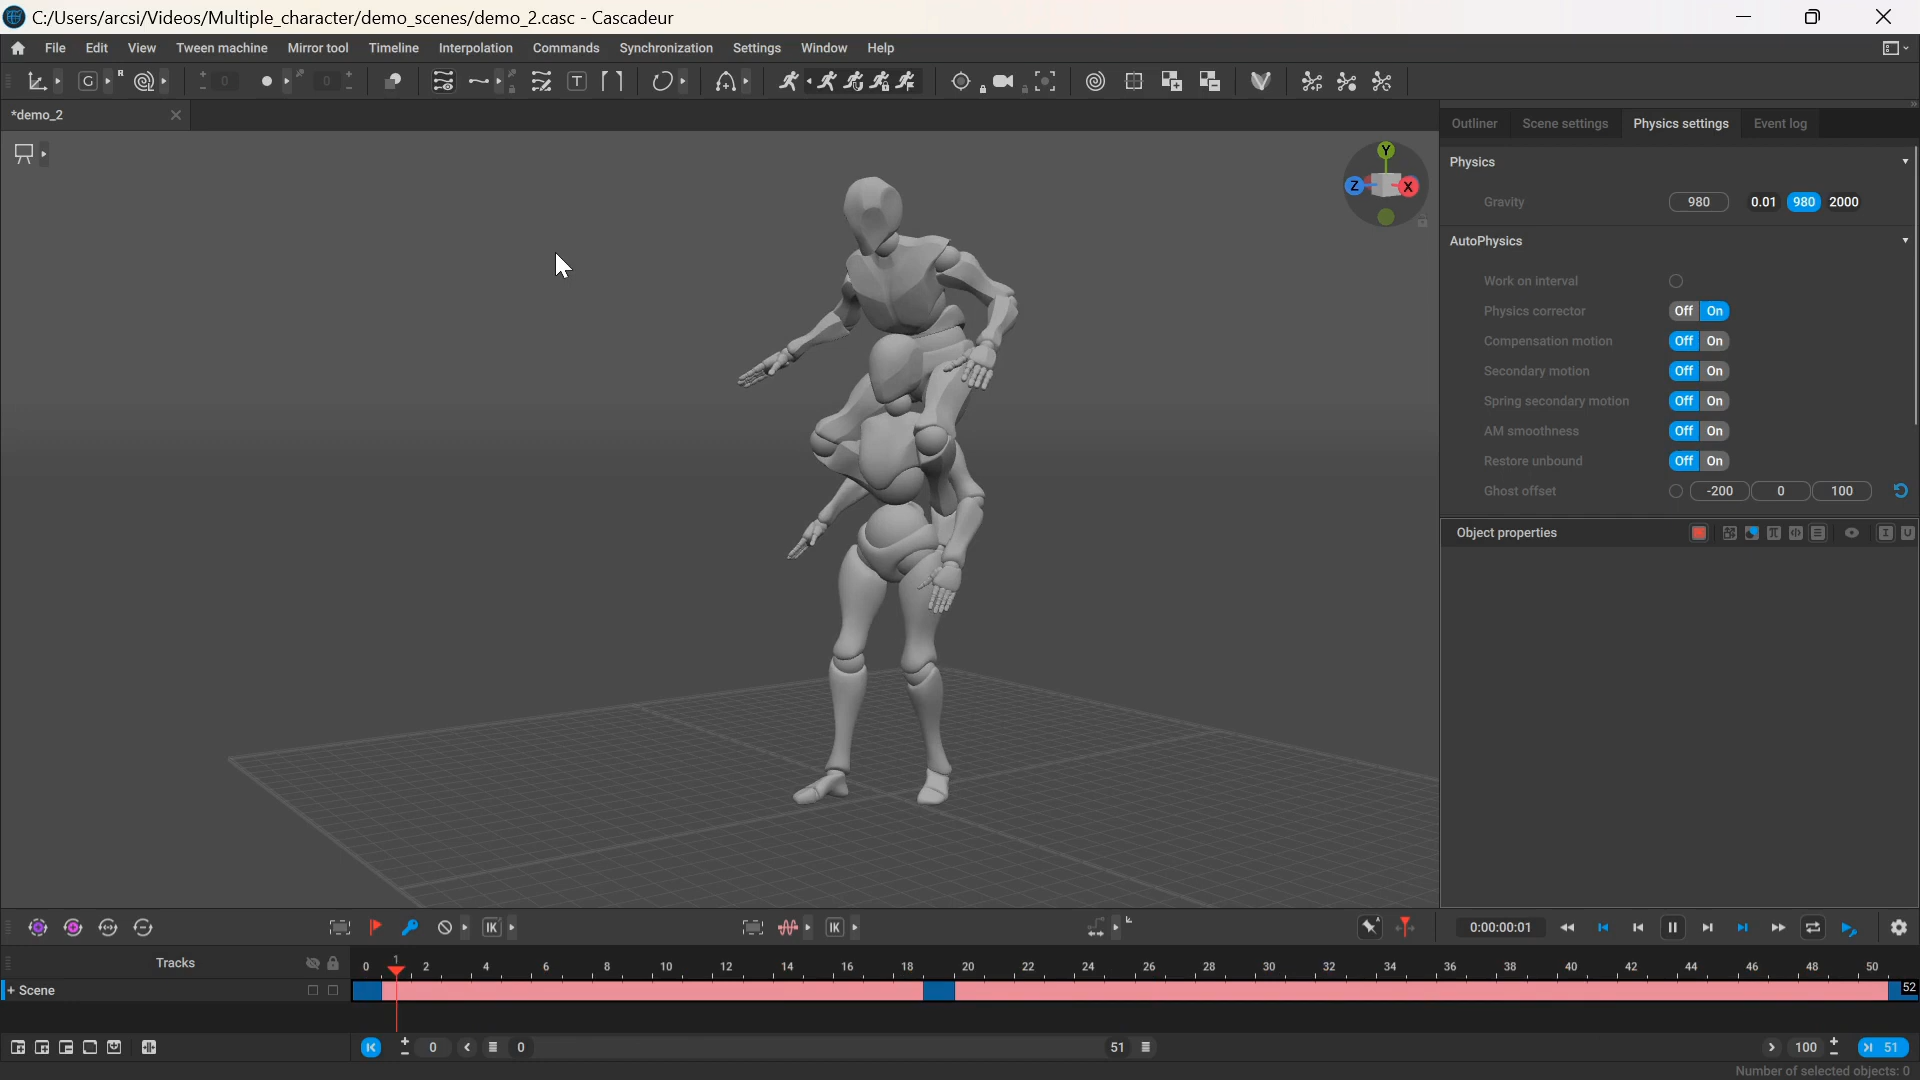 C:/Users/arcsi/Videos/Multiple_character/demo_scenes/demo_2.casc - Cascadeur
File Edit View Tween machine Mirror tool Timeline Interpolation Commands Synchronization Settings Window Help
G R 0 0 T
*demo_2
Outliner Scene settings Physics settings Event log
Y
Z X
Physics
Gravity 980 0.01 980 2000
AutoPhysics
Work on interval
Physics corrector Off On
Compensation motion Off On
Secondary motion Off On
Spring secondary motion Off On
AM smoothness Off On
Restore unbound Off On
Ghost offset -200 0 100
Object properties I U
IK IK A 0:00:00:01
Tracks 0 1 2 4 6 8 10 12 14 16 18 20 22 24 26 28 30 32 34 36 38 40 42 44 46 48 50
+ Scene 52
0 0 51 100 51
Number of selected objects: 0